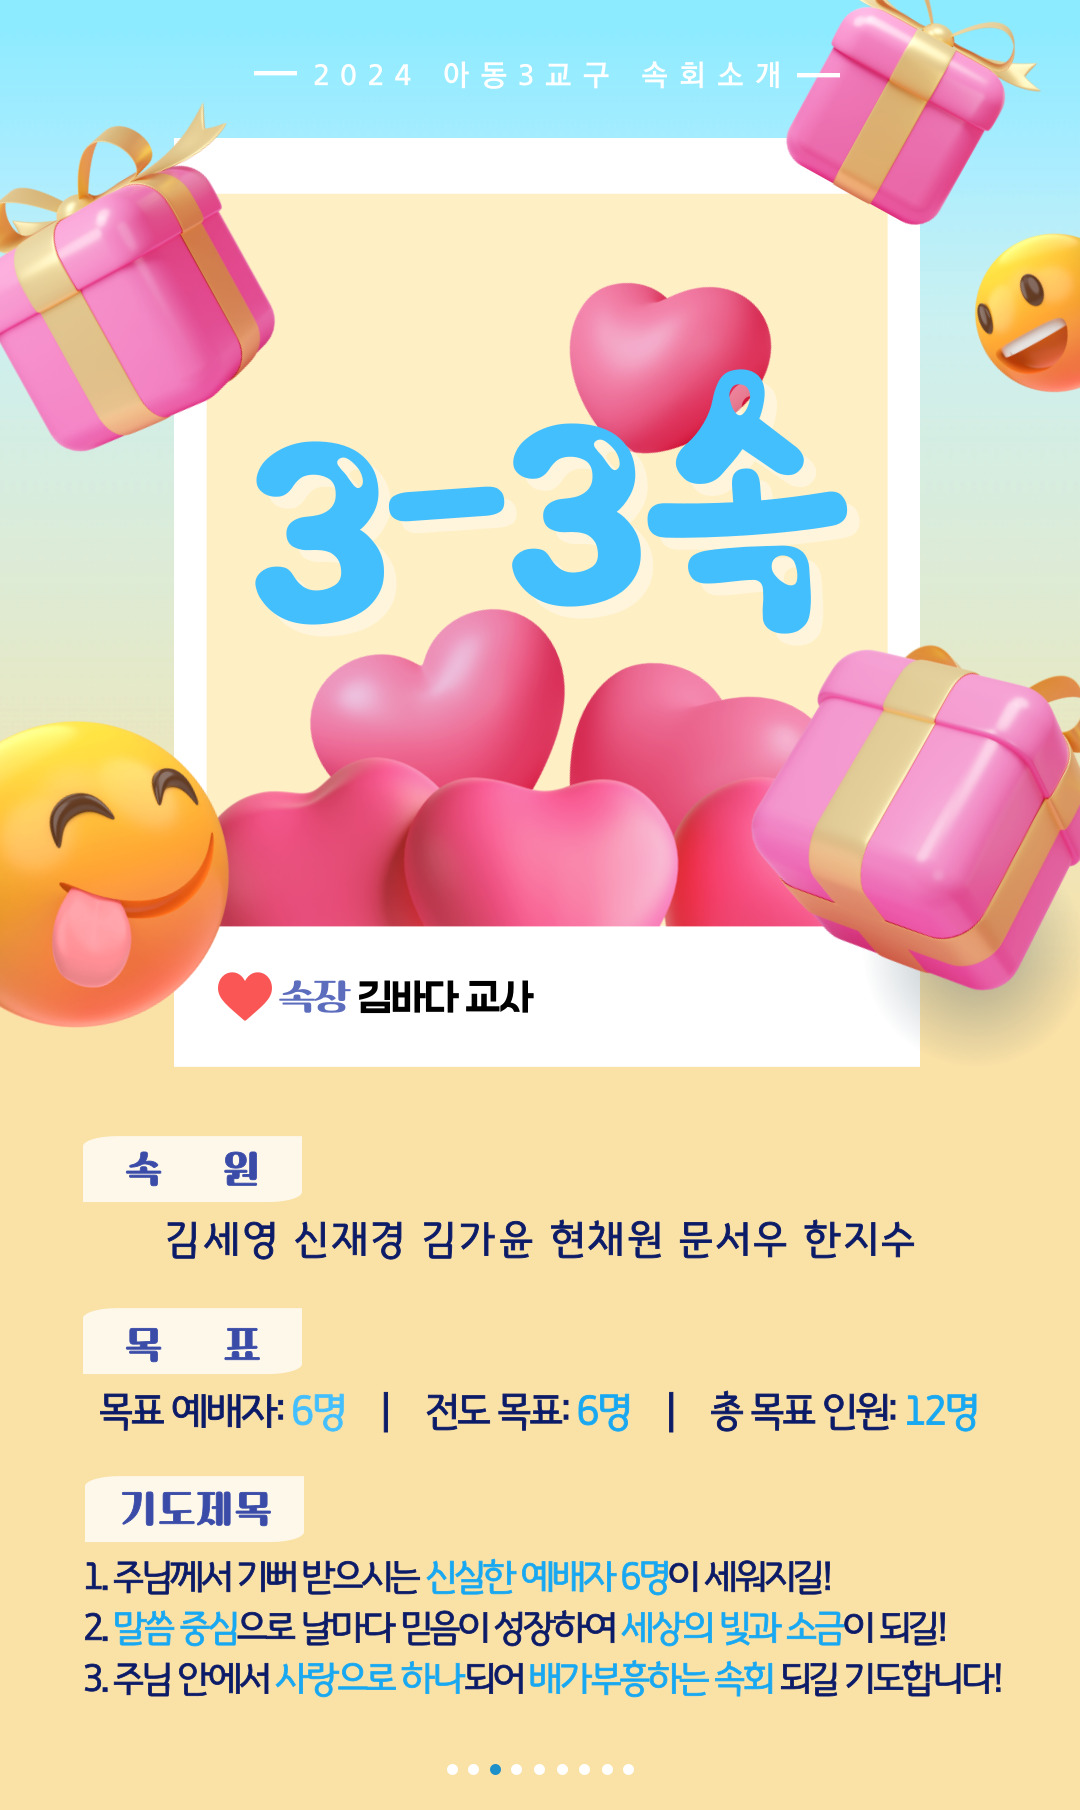 2024 아동3교구 속회소개
3-3속
속장 김바다 교사
속 원
김세영 신재경 김가윤 현채원 문서우 한지수
목 표
목표 예배자: 6명 | 전도 목표: 6명 | 총 목표 인원: 12명
기도제목
1. 주님께서 기뻐 받으시는 신실한 예배자 6명이 세워지길!
2. 말씀 중심으로 날마다 믿음이 성장하여 세상의 빛과 소금이 되길!
3. 주님 안에서 사랑으로 하나되어 배가부흥하는 속회 되길 기도합니다!